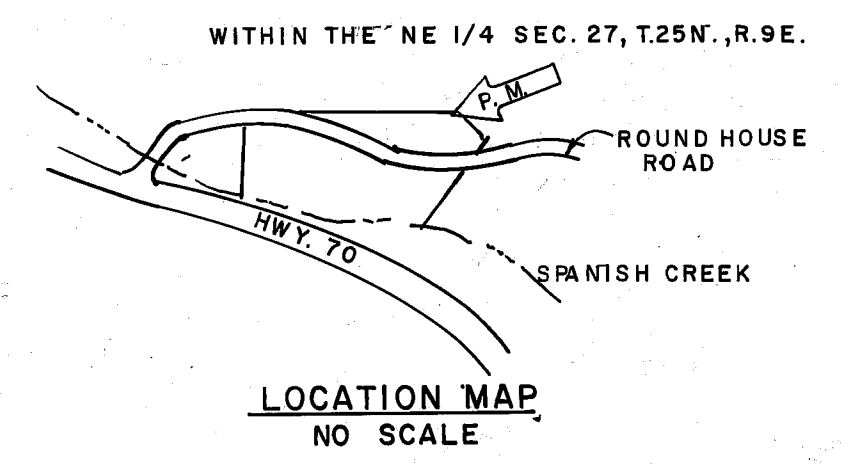 WITHIN THE NE 1/4 SEC. 27, T.25N., R.9E.
P. M.
ROUND HOUSE
ROAD
HWY. 70
SPANISH CREEK
LOCATION MAP
NO SCALE